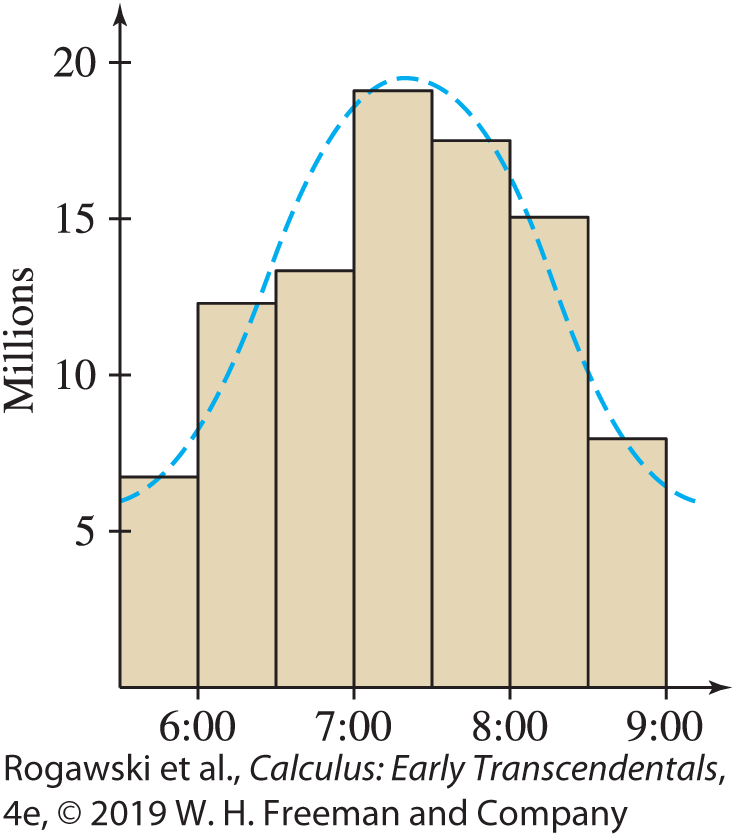 20
15
10
5
Millions
6:00 7:00 8:00 9:00
Rogawski et al., Calculus: Early Transcendentals,
4e, © 2019 W. H. Freeman and Company